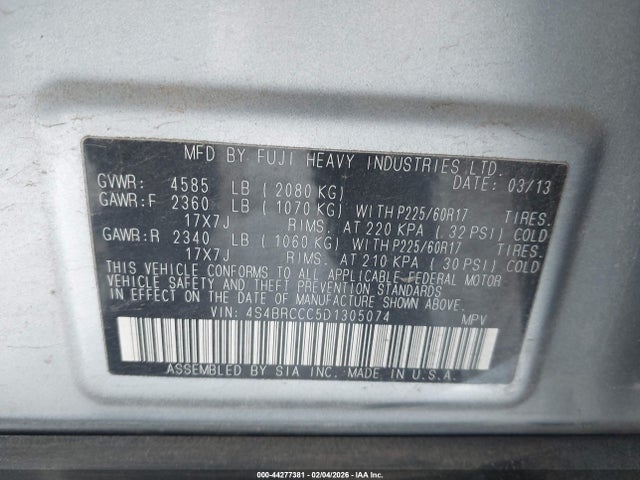 MFD BY FUJI HEAVY INDUSTRIES LTD.
GVWR: 4585 LB (2080 KG) DATE: 03/13
GAWR:F 2360 LB (1070 KG) WITH P225/60R17 TIRES.
17X7J RIMS. AT 220 KPA (32 PSI) COLD
GAWR:R 2340 LB (1060 KG) WITH P225/60R17 TIRES.
17X7J RIMS. AT 210 KPA (30 PSI) COLD
THIS VEHICLE CONFORMS TO ALL APPLICABLE FEDERAL MOTOR
VEHICLE SAFETY AND THEFT PREVENTION STANDARDS
IN EFFECT ON THE DATE OF MANUFACTURE SHOWN ABOVE.
VIN: 4S4BRCCC5D1305074 MPV
ASSEMBLED BY SIA INC. MADE IN U.S.A.
000-44277381 - 02/04/2026 - IAA Inc.